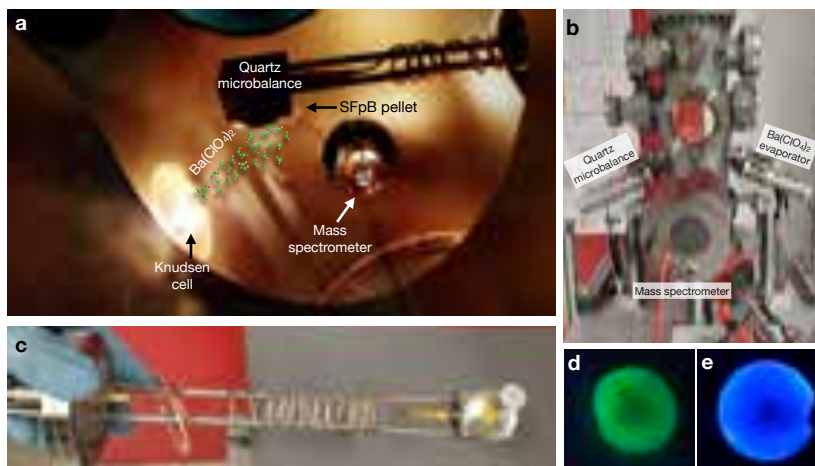 a
Quartz
microbalance
SFpB pellet
Ba(ClO₄)₂
Mass
spectrometer
Knudsen
cell
b
Quartz
microbalance
Ba(ClO₄)₂
evaporator
Mass spectrometer
c
d
e